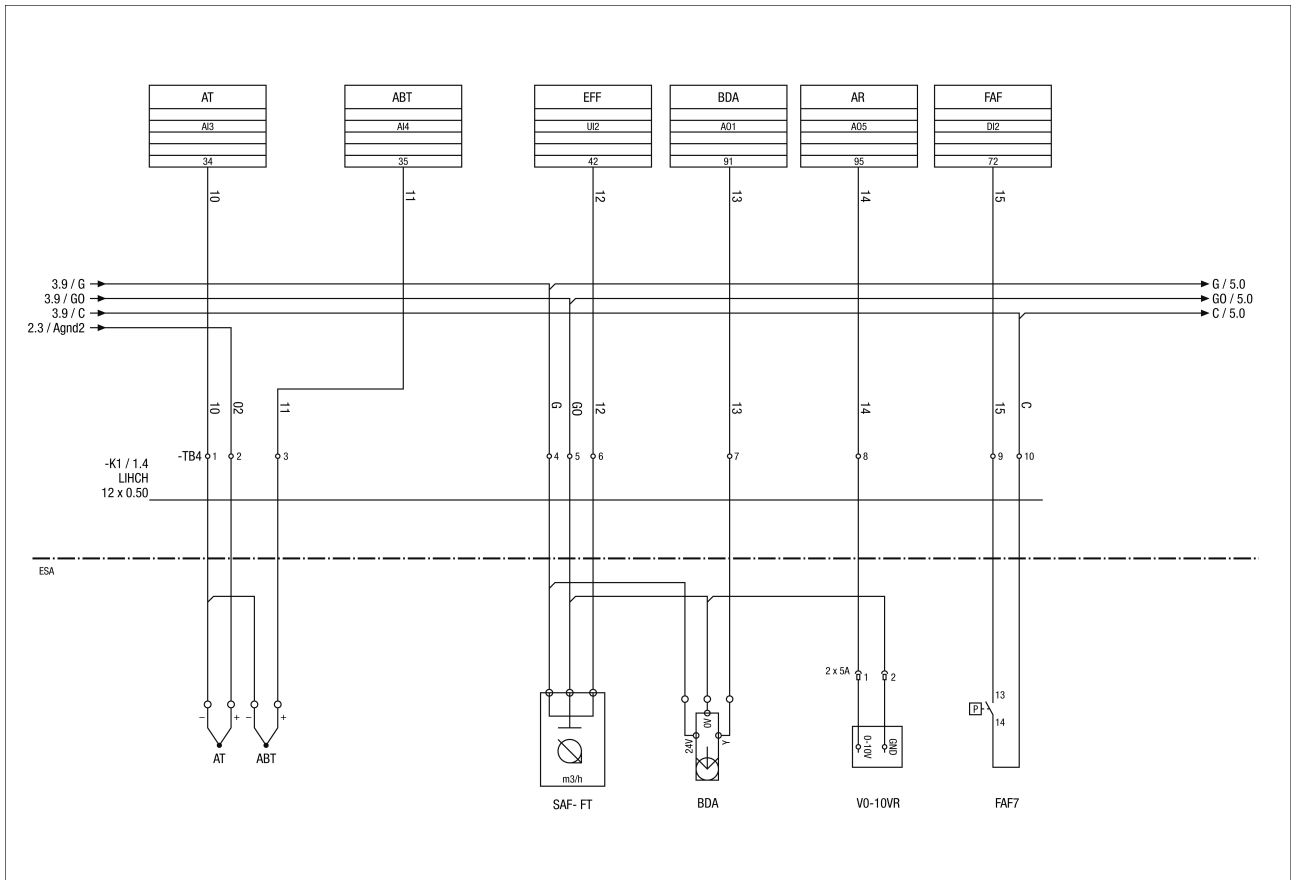 AT
ABT
EFF
BDA
AR
FAF
AI3
AI4
UI2
AO1
AO5
DI2
34
35
42
91
95
72
10
11
12
13
14
15
3.9 / G
G / 5.0
3.9 / GO
GO / 5.0
3.9 / C
C / 5.0
2.3 / Agnd2
10
02
11
G
GO
12
13
14
15
C
-TB4
1
2
3
4
5
6
7
8
9
10
-K1 / 1.4
LIHCH
12 x 0.50
ESA
2 x 5A
1
2
13
P
14
–
+
–
+
24V
0V
Y
0-10V
GND
m3/h
AT
ABT
SAF- FT
BDA
V0-10VR
FAF7